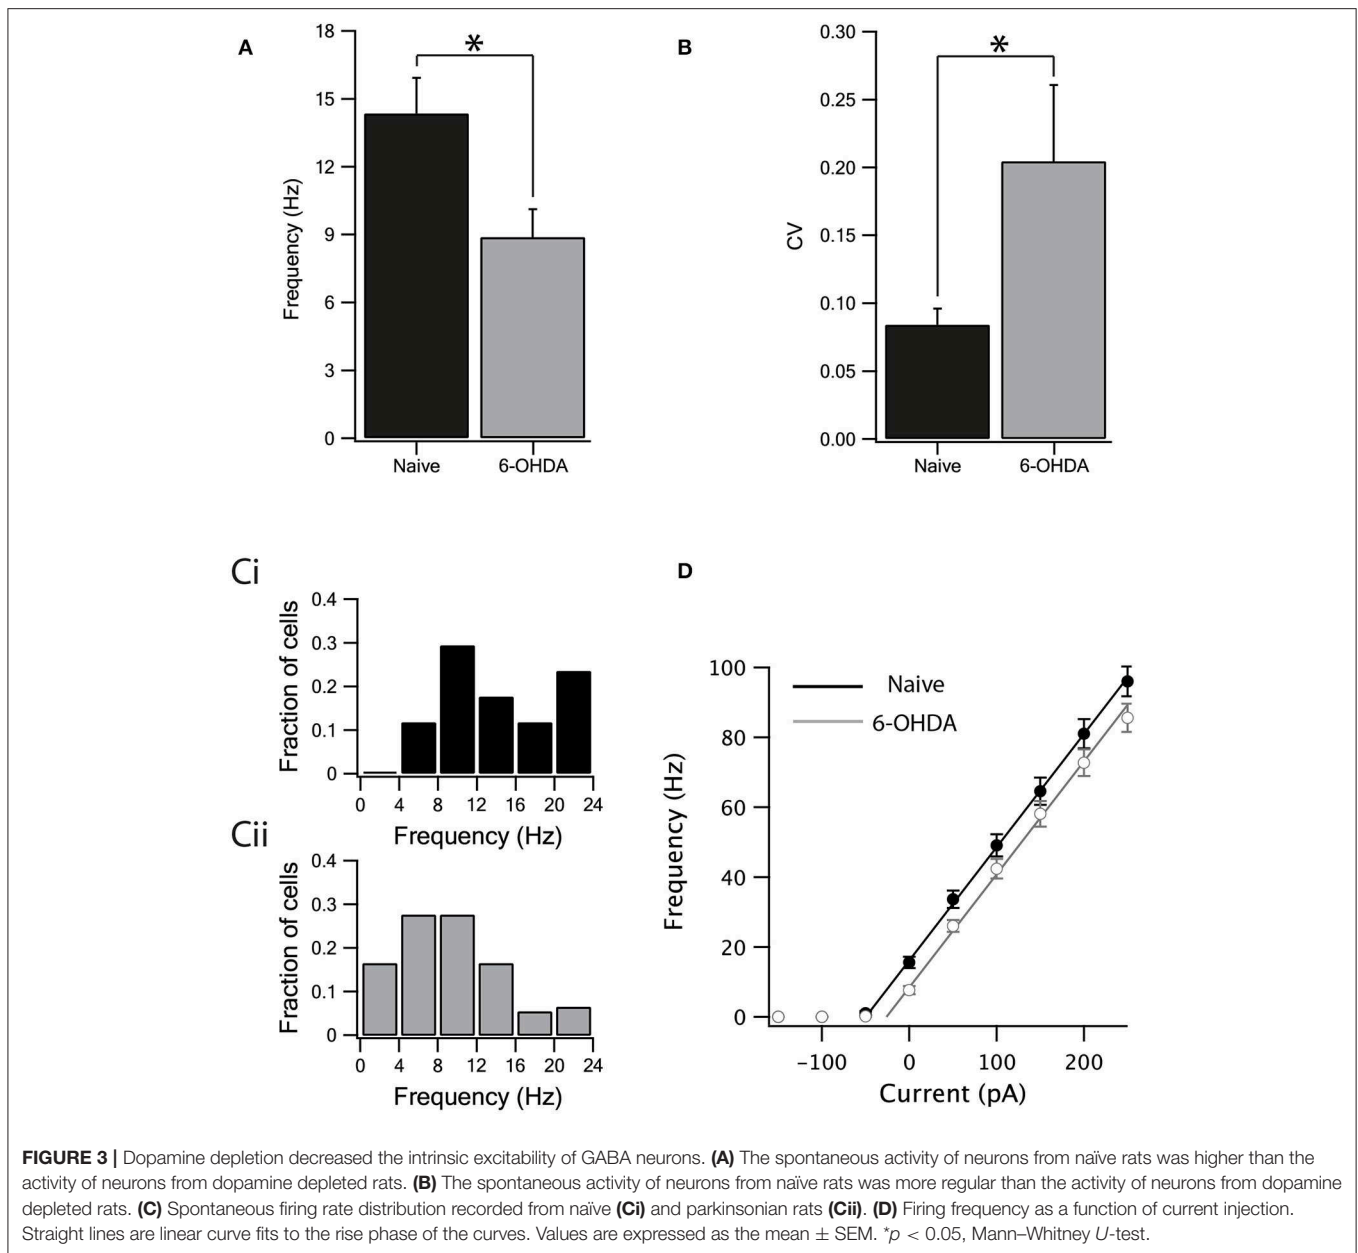 A
18
15
12
9
6
3
0
Frequency (Hz)
*
Naive
6-OHDA
B
0.30
0.25
0.20
0.15
0.10
0.05
0.00
CV
*
Naive
6-OHDA
Ci
0.4
0.3
0.2
0.1
0
Fraction of cells
0 4 8 12 16 20 24
Frequency (Hz)
Cii
0.4
0.3
0.2
0.1
0
Fraction of cells
0 4 8 12 16 20 24
Frequency (Hz)
D
100
80
60
40
20
0
Frequency (Hz)
Naive
6-OHDA
−100 0 100 200
Current (pA)
FIGURE 3 | Dopamine depletion decreased the intrinsic excitability of GABA neurons. (A) The spontaneous activity of neurons from naïve rats was higher than the
activity of neurons from dopamine depleted rats. (B) The spontaneous activity of neurons from naïve rats was more regular than the activity of neurons from dopamine
depleted rats. (C) Spontaneous firing rate distribution recorded from naïve (Ci) and parkinsonian rats (Cii). (D) Firing frequency as a function of current injection.
Straight lines are linear curve fits to the rise phase of the curves. Values are expressed as the mean ± SEM. *p < 0.05, Mann–Whitney U-test.